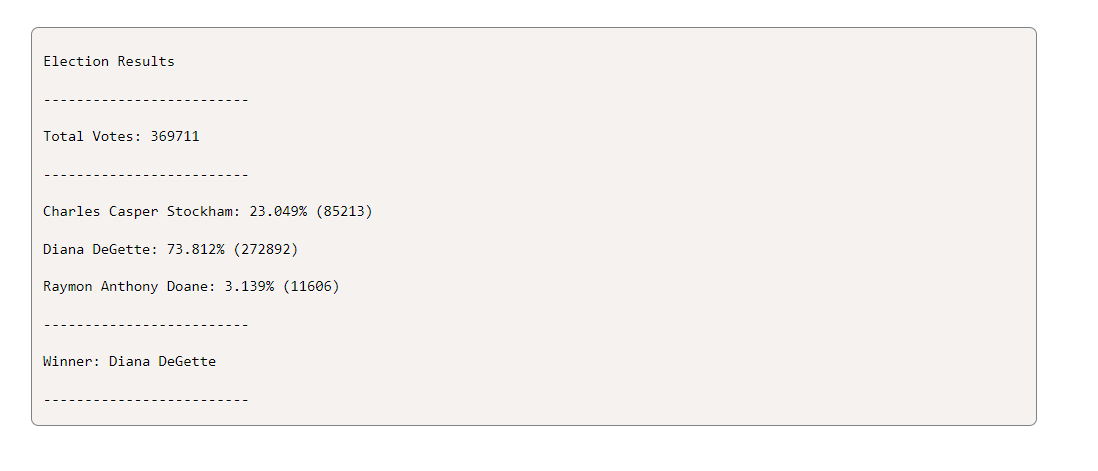 Election Results
-------------------------
Total Votes: 369711
-------------------------
Charles Casper Stockham: 23.049% (85213)
Diana DeGette: 73.812% (272892)
Raymon Anthony Doane: 3.139% (11606)
-------------------------
Winner: Diana DeGette
-------------------------